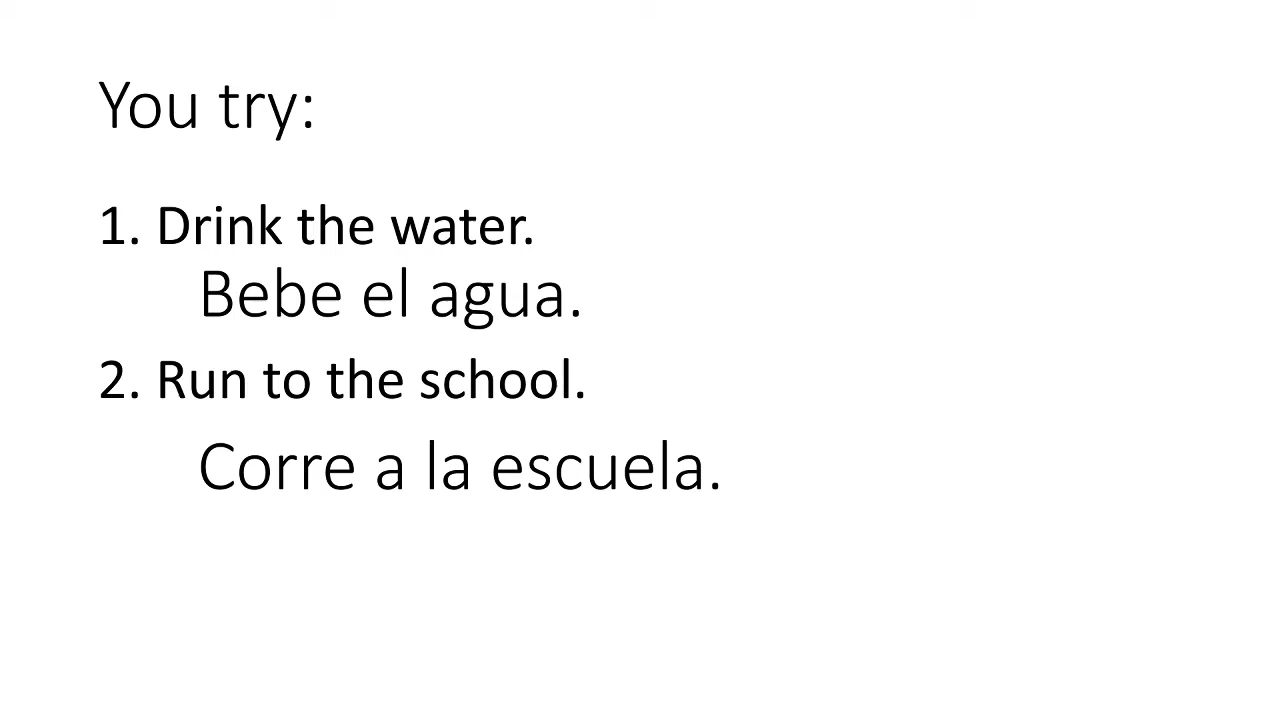 You try:
1. Drink the water.
Bebe el agua.
2. Run to the school.
Corre a la escuela.